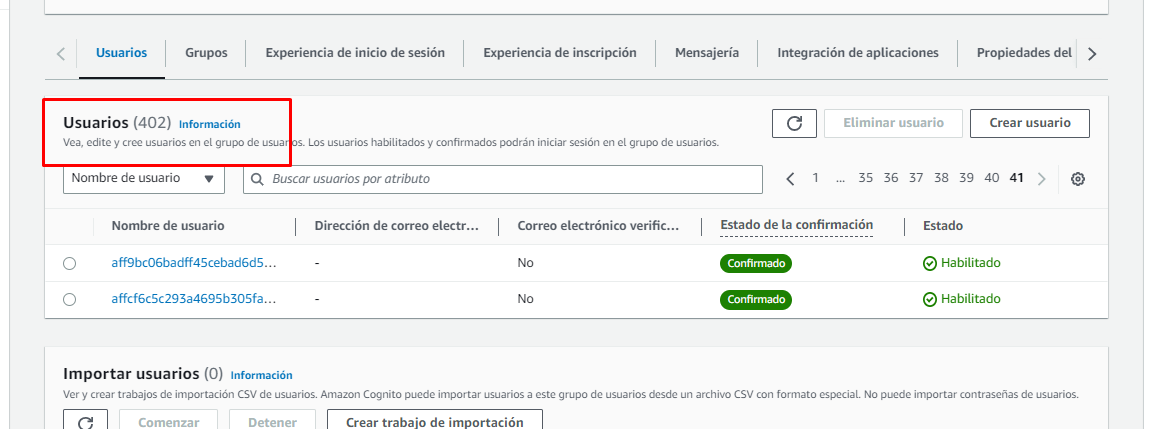 Usuarios Grupos Experiencia de inicio de sesión Experiencia de inscripción Mensajería Integración de aplicaciones Propiedades del
Usuarios (402) Información
Vea, edite y cree usuarios en el grupo de usuarios. Los usuarios habilitados y confirmados podrán iniciar sesión en el grupo de usuarios.
Eliminar usuario Crear usuario
Nombre de usuario Buscar usuarios por atributo 1 ... 35 36 37 38 39 40 41
Nombre de usuario Dirección de correo electr... Correo electrónico verific... Estado de la confirmación Estado
aff9bc06badff45cebad6d5... - No Confirmado Habilitado
affcf6c5c293a4695b305fa... - No Confirmado Habilitado
Importar usuarios (0) Información
Ver y crear trabajos de importación CSV de usuarios. Amazon Cognito puede importar usuarios a este grupo de usuarios desde un archivo CSV con formato especial. No puede importar contraseñas de usuarios.
Comenzar Detener Crear trabajo de importación